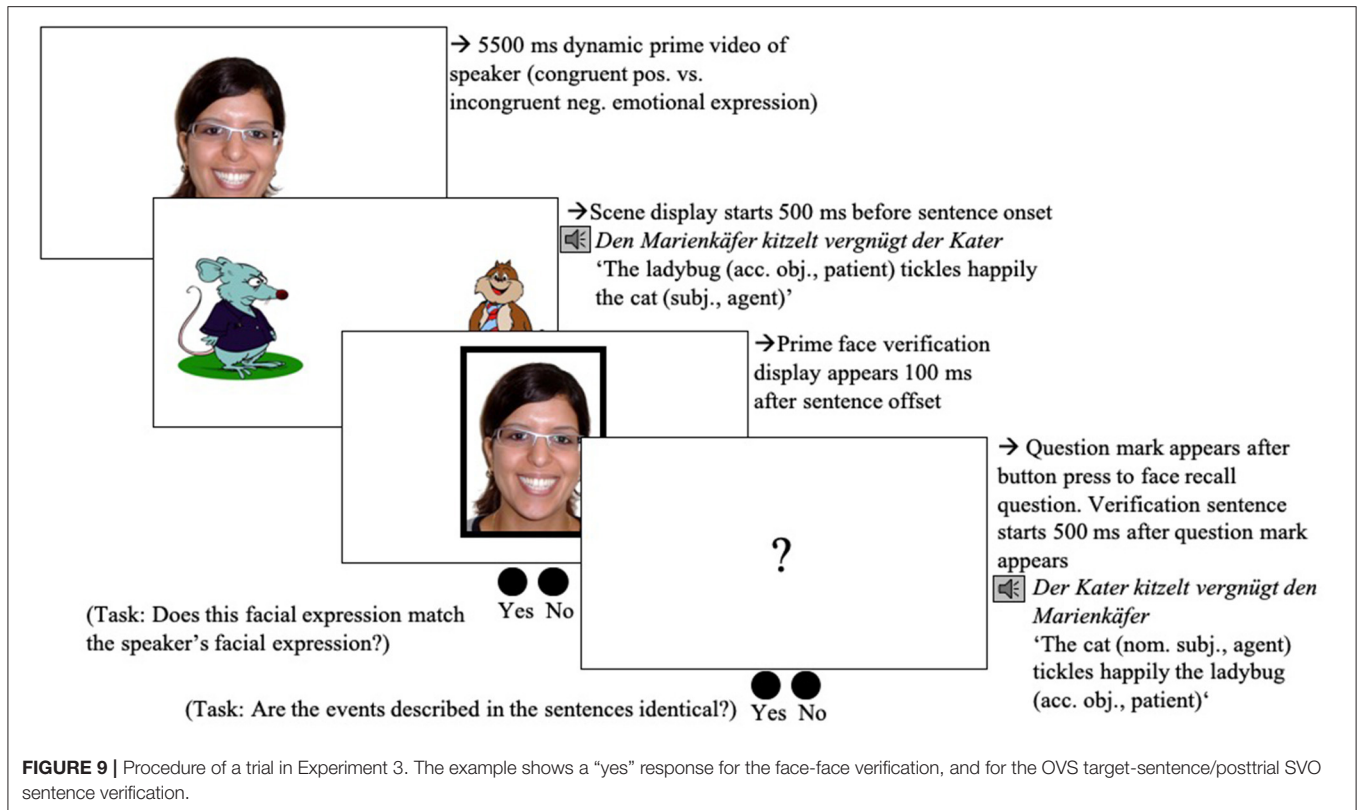 → 5500 ms dynamic prime video of
speaker (congruent pos. vs.
incongruent neg. emotional expression)
→Scene display starts 500 ms before sentence onset
Den Marienkäfer kitzelt vergnügt der Kater
‘The ladybug (acc. obj., patient) tickles happily
the cat (subj., agent)’
→Prime face verification
display appears 100 ms
after sentence offset
Yes No
(Task: Does this facial expression match
the speaker’s facial expression?)
?
→ Question mark appears after
button press to face recall
question. Verification sentence
starts 500 ms after question mark
appears
Der Kater kitzelt vergnügt den
Marienkäfer
‘The cat (nom. subj., agent)
tickles happily the ladybug
(acc. obj., patient)‘
(Task: Are the events described in the sentences identical?) Yes No
FIGURE 9 | Procedure of a trial in Experiment 3. The example shows a “yes” response for the face-face verification, and for the OVS target-sentence/posttrial SVO
sentence verification.